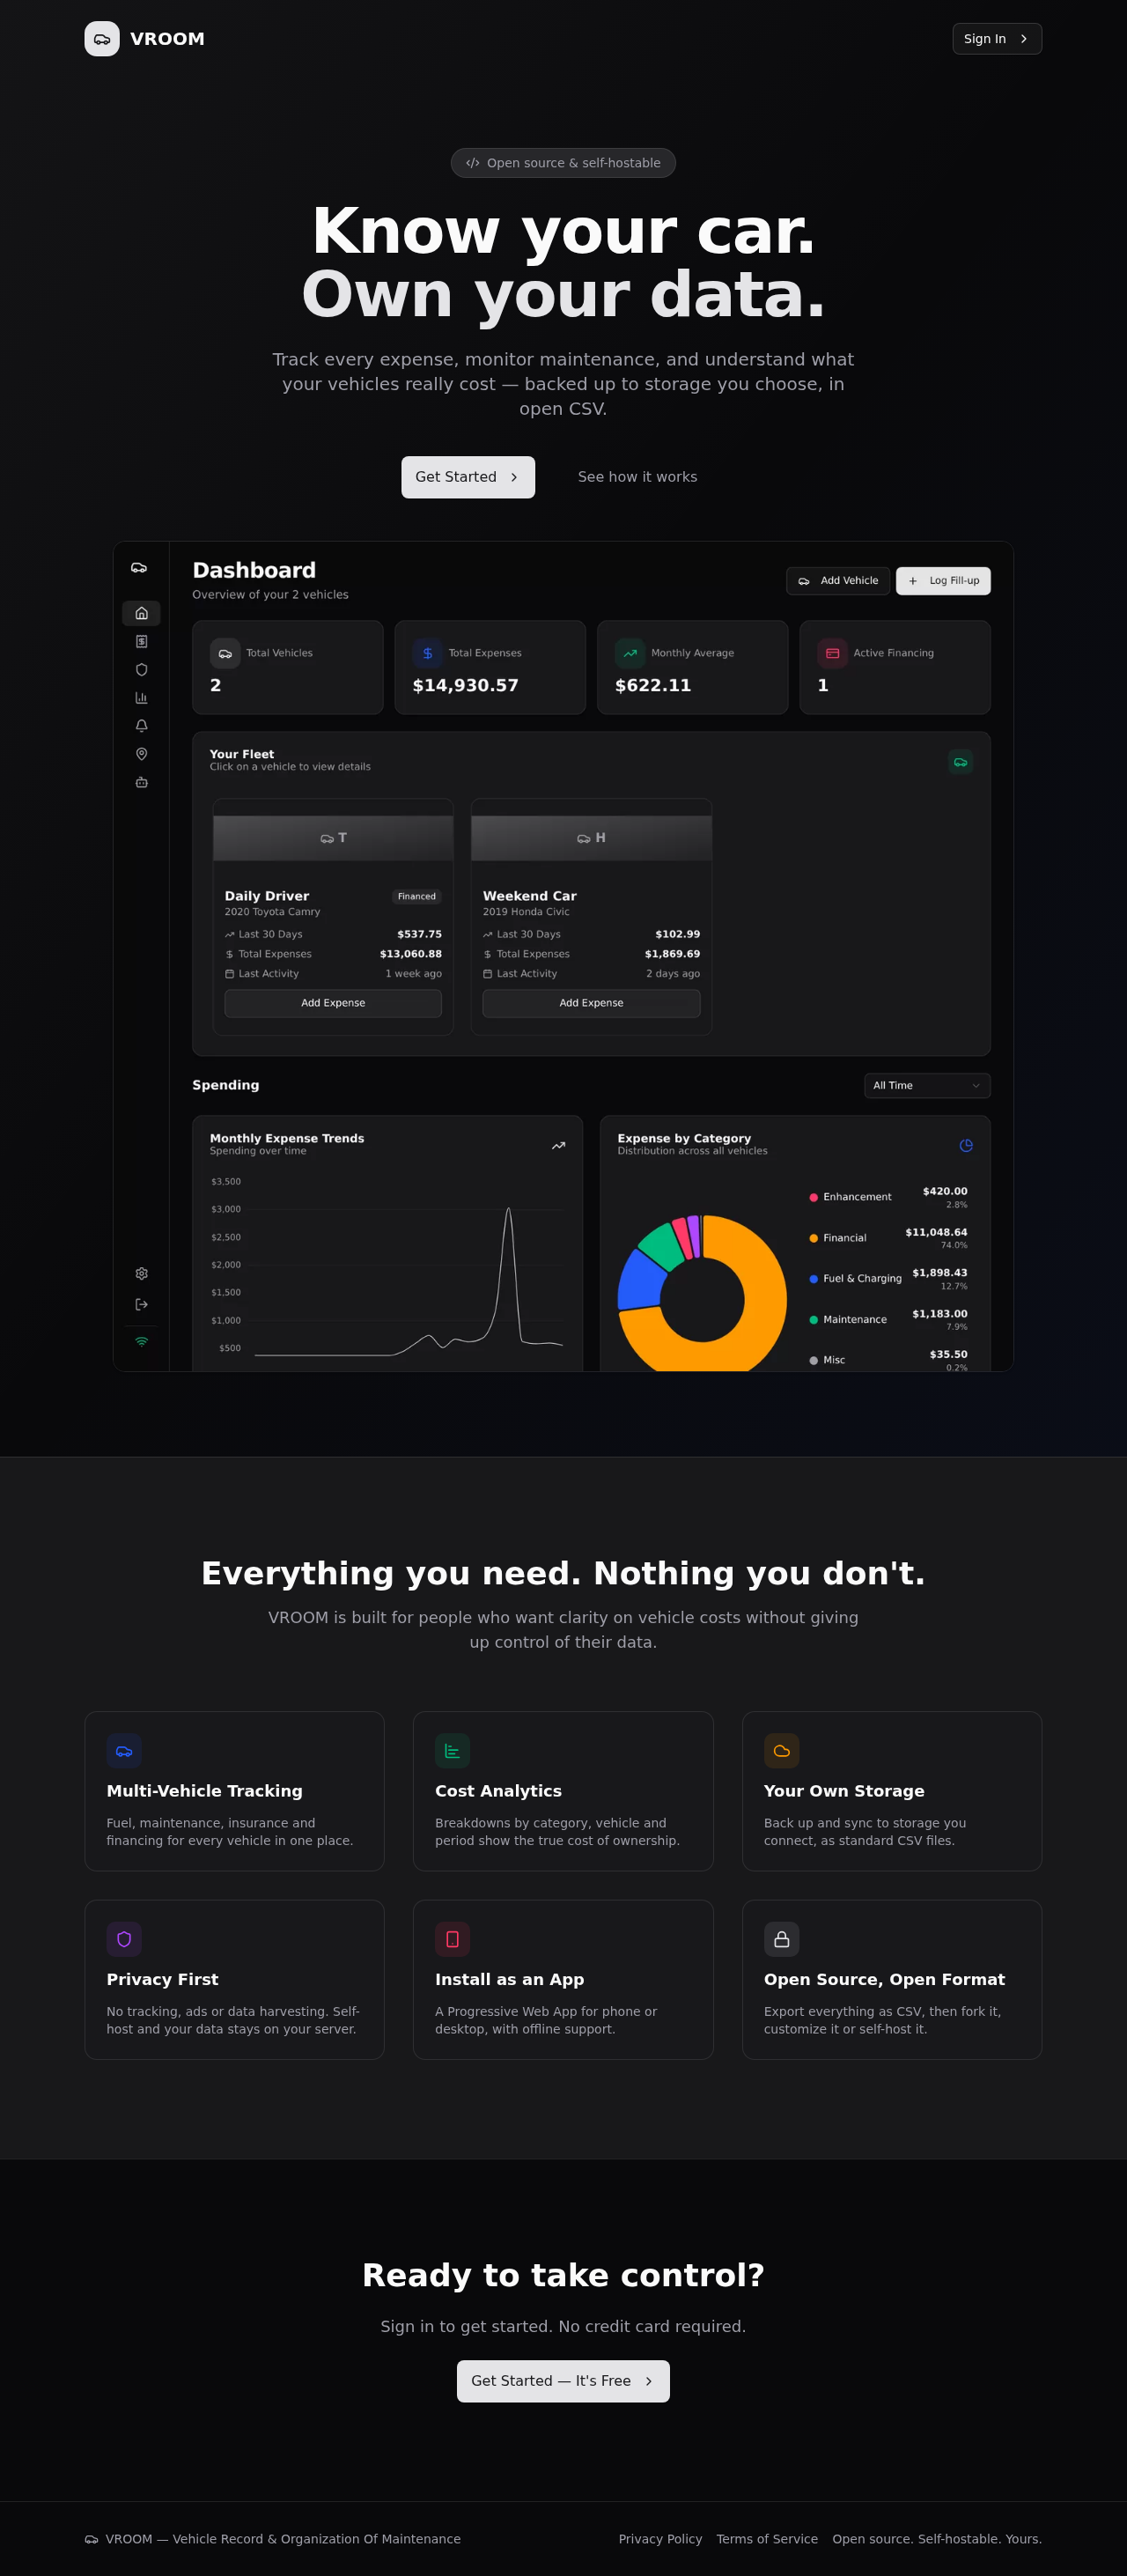 VROOM
Sign In
Open source & self-hostable
Know your car.
Own your data.
Track every expense, monitor maintenance, and understand what
your vehicles really cost — backed up to storage you choose, in
open CSV.
Get Started
See how it works
Dashboard
Overview of your 2 vehicles
Add Vehicle
Log Fill-up
Total Vehicles
2
Total Expenses
$14,930.57
Monthly Average
$622.11
Active Financing
1
Your Fleet
Click on a vehicle to view details
T
Daily Driver
Financed
2020 Toyota Camry
Last 30 Days $537.75
Total Expenses $13,060.88
Last Activity 1 week ago
Add Expense
H
Weekend Car
2019 Honda Civic
Last 30 Days $102.99
Total Expenses $1,869.69
Last Activity 2 days ago
Add Expense
Spending
All Time
Monthly Expense Trends
Spending over time
$3,500
$3,000
$2,500
$2,000
$1,500
$1,000
$500
Expense by Category
Distribution across all vehicles
Enhancement $420.00
2.8%
Financial $11,048.64
74.0%
Fuel & Charging $1,898.43
12.7%
Maintenance $1,183.00
7.9%
Misc $35.50
0.2%
Everything you need. Nothing you don't.
VROOM is built for people who want clarity on vehicle costs without giving
up control of their data.
Multi-Vehicle Tracking
Fuel, maintenance, insurance and
financing for every vehicle in one place.
Cost Analytics
Breakdowns by category, vehicle and
period show the true cost of ownership.
Your Own Storage
Back up and sync to storage you
connect, as standard CSV files.
Privacy First
No tracking, ads or data harvesting. Self-
host and your data stays on your server.
Install as an App
A Progressive Web App for phone or
desktop, with offline support.
Open Source, Open Format
Export everything as CSV, then fork it,
customize it or self-host it.
Ready to take control?
Sign in to get started. No credit card required.
Get Started — It's Free
VROOM — Vehicle Record & Organization Of Maintenance
Privacy Policy
Terms of Service
Open source. Self-hostable. Yours.